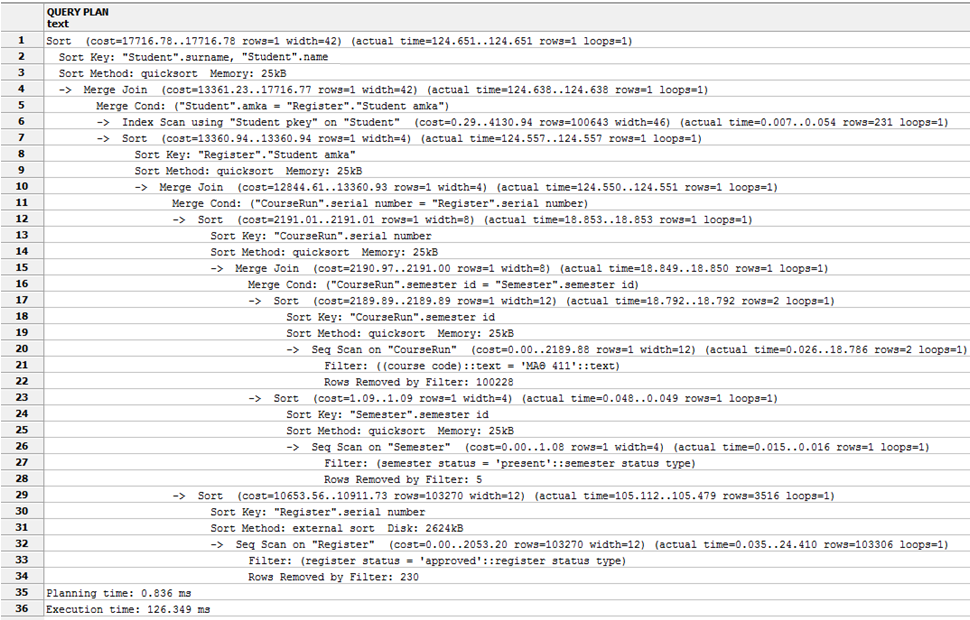 QUERY PLAN
text
1 Sort (cost=17716.78..17716.78 rows=1 width=42) (actual time=124.651..124.651 rows=1 loops=1)
2 Sort Key: "Student".surname, "Student".name
3 Sort Method: quicksort Memory: 25kB
4 -> Merge Join (cost=13361.23..17716.77 rows=1 width=42) (actual time=124.638..124.638 rows=1 loops=1)
5 Merge Cond: ("Student".amka = "Register"."Student amka")
6 -> Index Scan using "Student pkey" on "Student" (cost=0.29..4130.94 rows=100643 width=46) (actual time=0.007..0.054 rows=231 loops=1)
7 -> Sort (cost=13360.94..13360.94 rows=1 width=4) (actual time=124.557..124.557 rows=1 loops=1)
8 Sort Key: "Register"."Student amka"
9 Sort Method: quicksort Memory: 25kB
10 -> Merge Join (cost=12844.61..13360.93 rows=1 width=4) (actual time=124.550..124.551 rows=1 loops=1)
11 Merge Cond: ("CourseRun".serial number = "Register".serial number)
12 -> Sort (cost=2191.01..2191.01 rows=1 width=8) (actual time=18.853..18.853 rows=1 loops=1)
13 Sort Key: "CourseRun".serial number
14 Sort Method: quicksort Memory: 25kB
15 -> Merge Join (cost=2190.97..2191.00 rows=1 width=8) (actual time=18.849..18.850 rows=1 loops=1)
16 Merge Cond: ("CourseRun".semester id = "Semester".semester id)
17 -> Sort (cost=2189.89..2189.89 rows=1 width=12) (actual time=18.792..18.792 rows=2 loops=1)
18 Sort Key: "CourseRun".semester id
19 Sort Method: quicksort Memory: 25kB
20 -> Seq Scan on "CourseRun" (cost=0.00..2189.88 rows=1 width=12) (actual time=0.026..18.786 rows=2 loops=1)
21 Filter: ((course code)::text = 'ΜΑΘ 411'::text)
22 Rows Removed by Filter: 100228
23 -> Sort (cost=1.09..1.09 rows=1 width=4) (actual time=0.048..0.049 rows=1 loops=1)
24 Sort Key: "Semester".semester id
25 Sort Method: quicksort Memory: 25kB
26 -> Seq Scan on "Semester" (cost=0.00..1.08 rows=1 width=4) (actual time=0.015..0.016 rows=1 loops=1)
27 Filter: (semester status = 'present'::semester status type)
28 Rows Removed by Filter: 5
29 -> Sort (cost=10653.56..10911.73 rows=103270 width=12) (actual time=105.112..105.479 rows=3516 loops=1)
30 Sort Key: "Register".serial number
31 Sort Method: external sort Disk: 2624kB
32 -> Seq Scan on "Register" (cost=0.00..2053.20 rows=103270 width=12) (actual time=0.035..24.410 rows=103306 loops=1)
33 Filter: (register status = 'approved'::register status type)
34 Rows Removed by Filter: 230
35 Planning time: 0.836 ms
36 Execution time: 126.349 ms